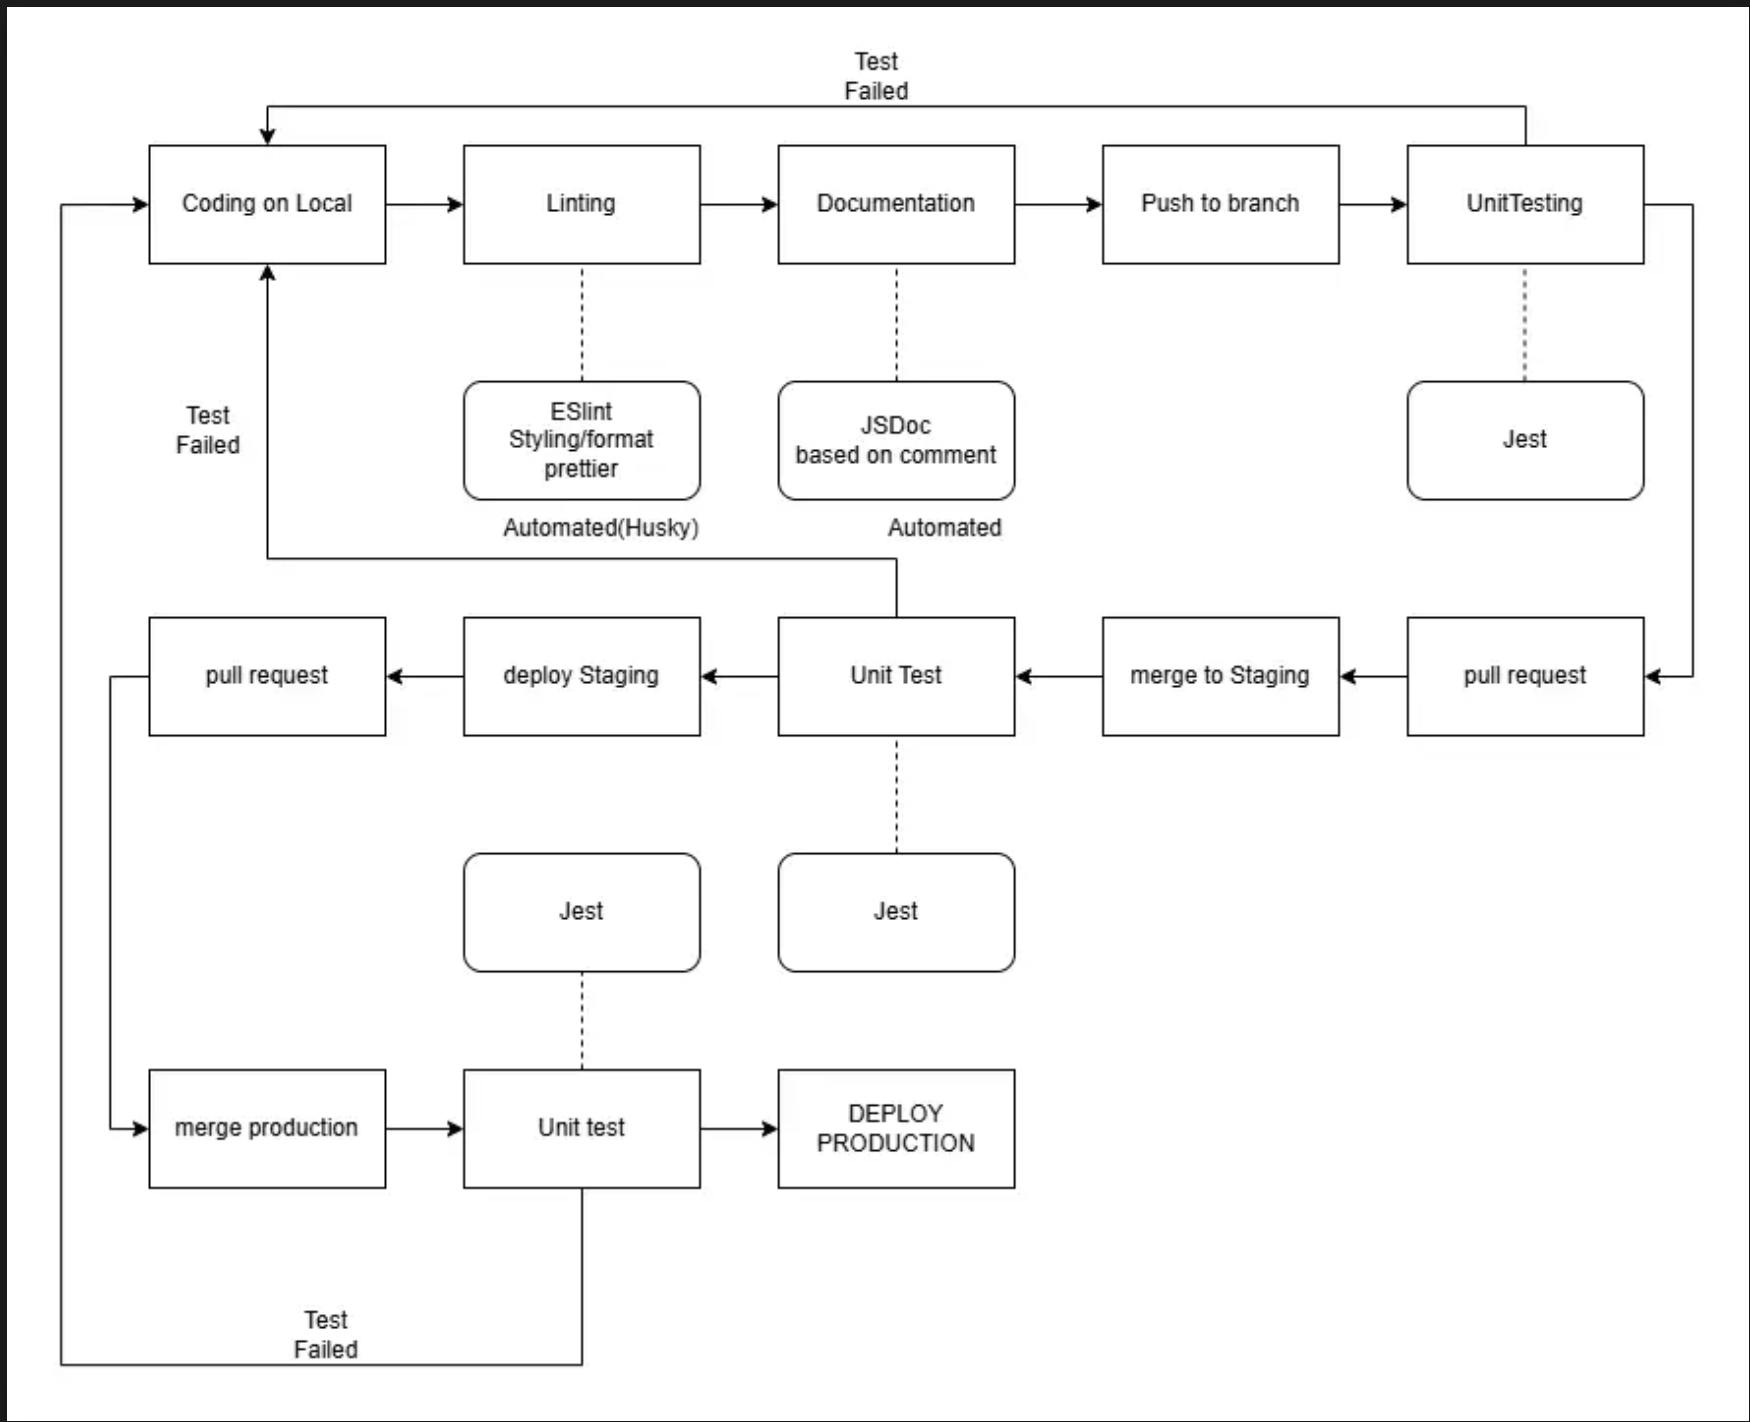 Test
Failed
Coding on Local
Linting
Documentation
Push to branch
UnitTesting
Test
Failed
ESlint
Styling/format
prettier
JSDoc
based on comment
Jest
Automated(Husky)
Automated
pull request
deploy Staging
Unit Test
merge to Staging
pull request
Jest
Jest
merge production
Unit test
DEPLOY
PRODUCTION
Test
Failed